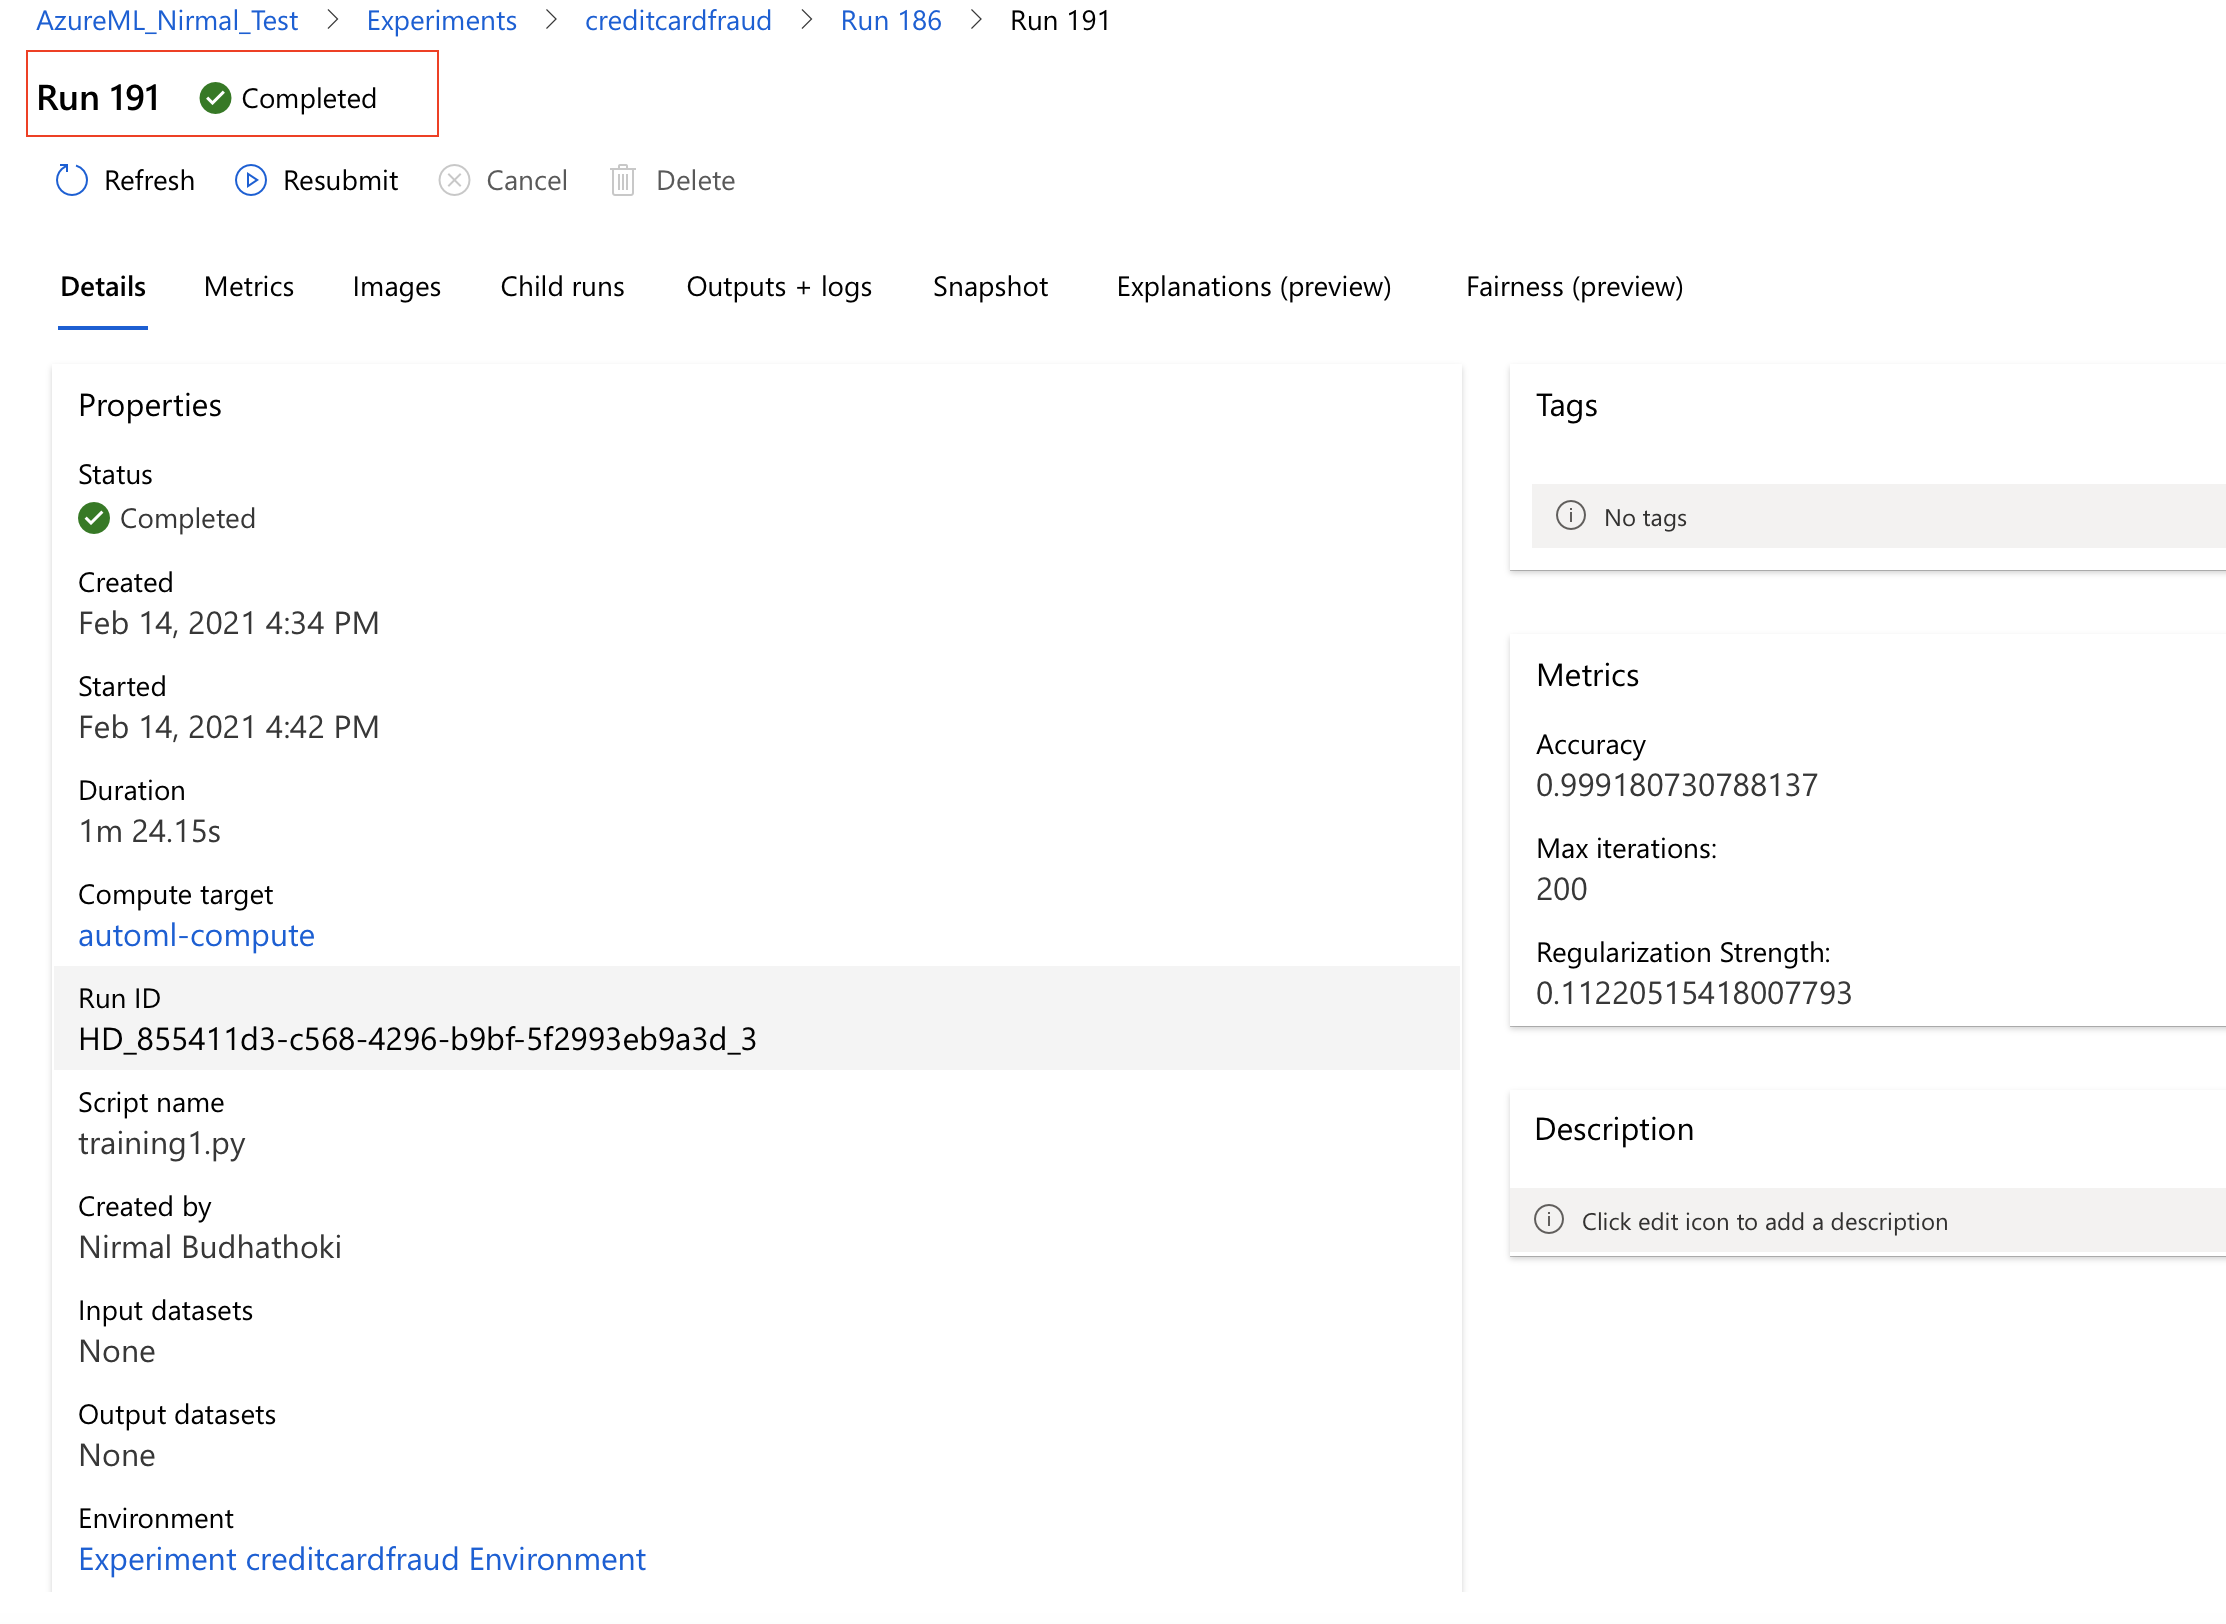 AzureML_Nirmal_Test > Experiments > creditcardfraud > Run 186 > Run 191
Run 191 Completed
Refresh Resubmit Cancel Delete
Details Metrics Images Child runs Outputs + logs Snapshot Explanations (preview) Fairness (preview)
Properties
Status
Completed
Created
Feb 14, 2021 4:34 PM
Started
Feb 14, 2021 4:42 PM
Duration
1m 24.15s
Compute target
automl-compute
Run ID
HD_855411d3-c568-4296-b9bf-5f2993eb9a3d_3
Script name
training1.py
Created by
Nirmal Budhathoki
Input datasets
None
Output datasets
None
Environment
Experiment creditcardfraud Environment
Tags
No tags
Metrics
Accuracy
0.999180730788137
Max iterations:
200
Regularization Strength:
0.11220515418007793
Description
Click edit icon to add a description